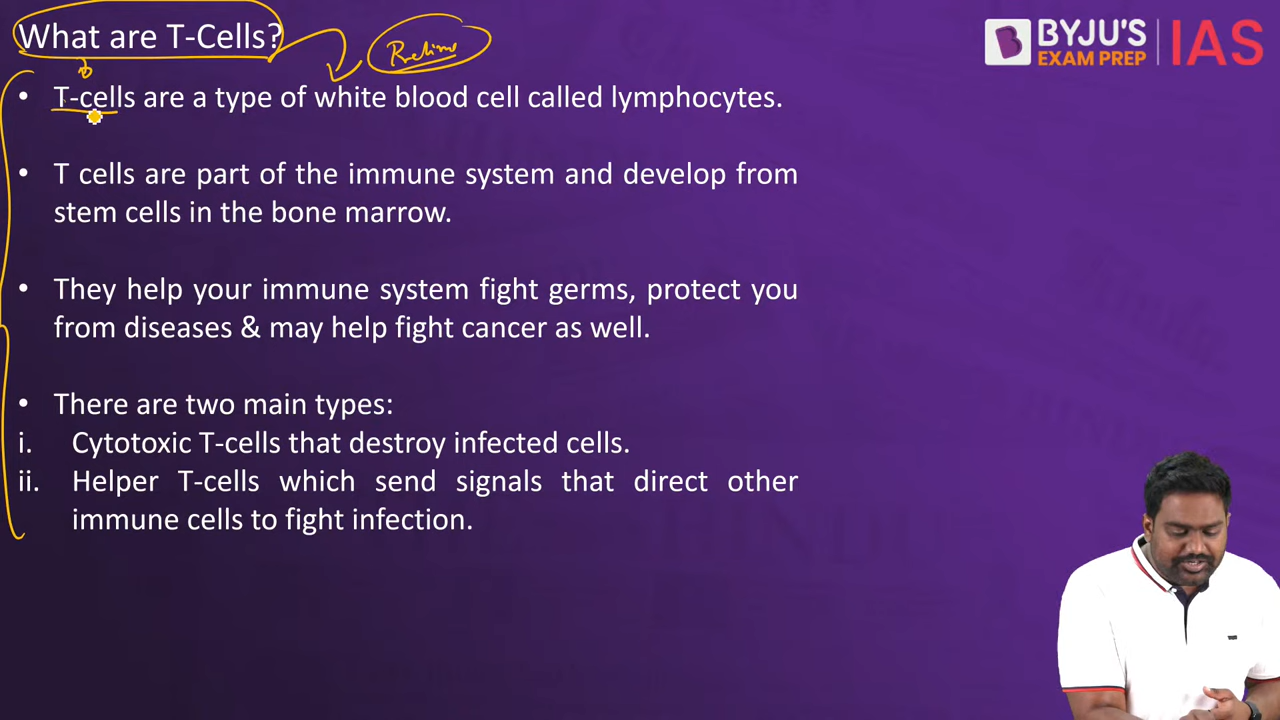 What are T-Cells?
BYJU'S
EXAM PREP
IAS
• T-cells are a type of white blood cell called lymphocytes.
• T cells are part of the immune system and develop from
stem cells in the bone marrow.
• They help your immune system fight germs, protect you
from diseases & may help fight cancer as well.
• There are two main types:
i. Cytotoxic T-cells that destroy infected cells.
ii. Helper T-cells which send signals that direct other
immune cells to fight infection.